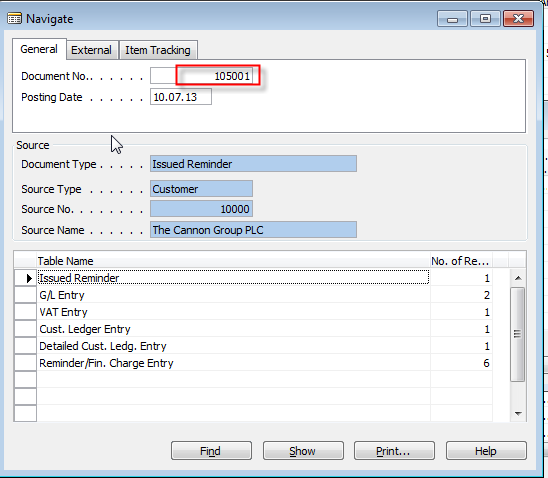 Navigate
General External Item Tracking
Document No. . . . . . . 105001
Posting Date . . . . . . 10.07.13
Source
Document Type . . . . . Issued Reminder
Source Type . . . . . . Customer
Source No. . . . . . . . 10000
Source Name . . . . . . The Cannon Group PLC
Table Name No. of Re...
Issued Reminder 1
G/L Entry 2
VAT Entry 1
Cust. Ledger Entry 1
Detailed Cust. Ledg. Entry 1
Reminder/Fin. Charge Entry 6
Find Show Print... Help